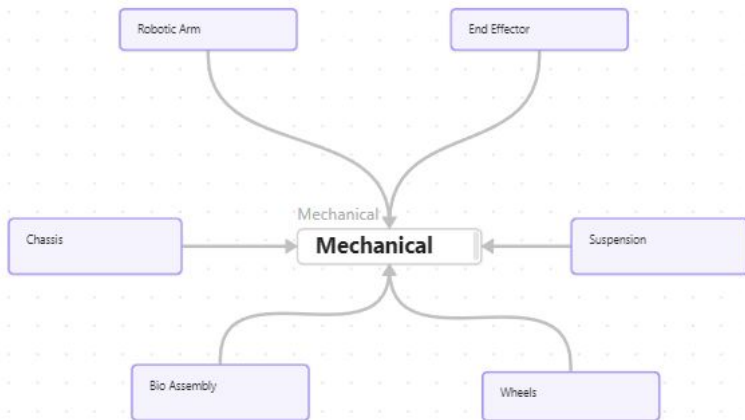 Robotic Arm
End Effector
Mechanical
Mechanical
Chassis
Suspension
Bio Assembly
Wheels